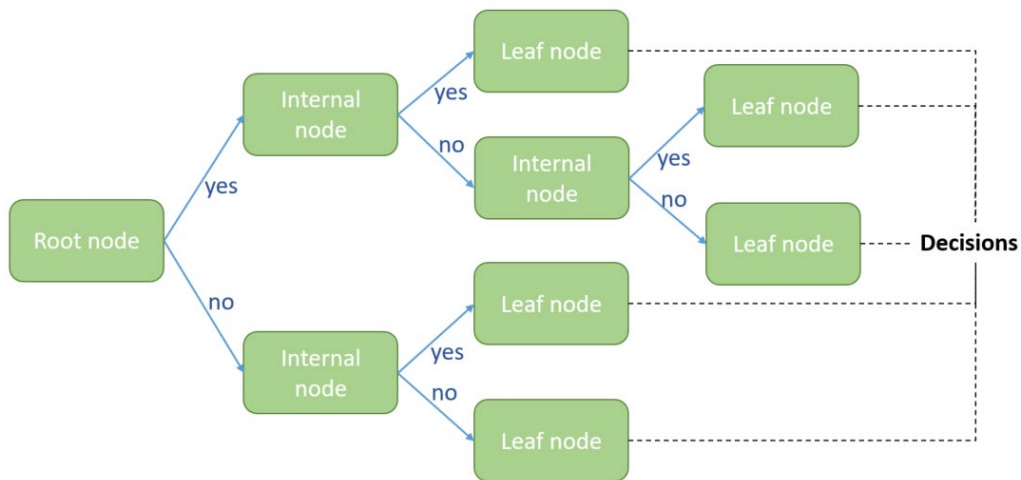 Leaf node
Internal
node
yes
Leaf node
no
Internal
node
yes
yes
no
Root node
Leaf node
Decisions
no
Leaf node
Internal
node
yes
no
Leaf node